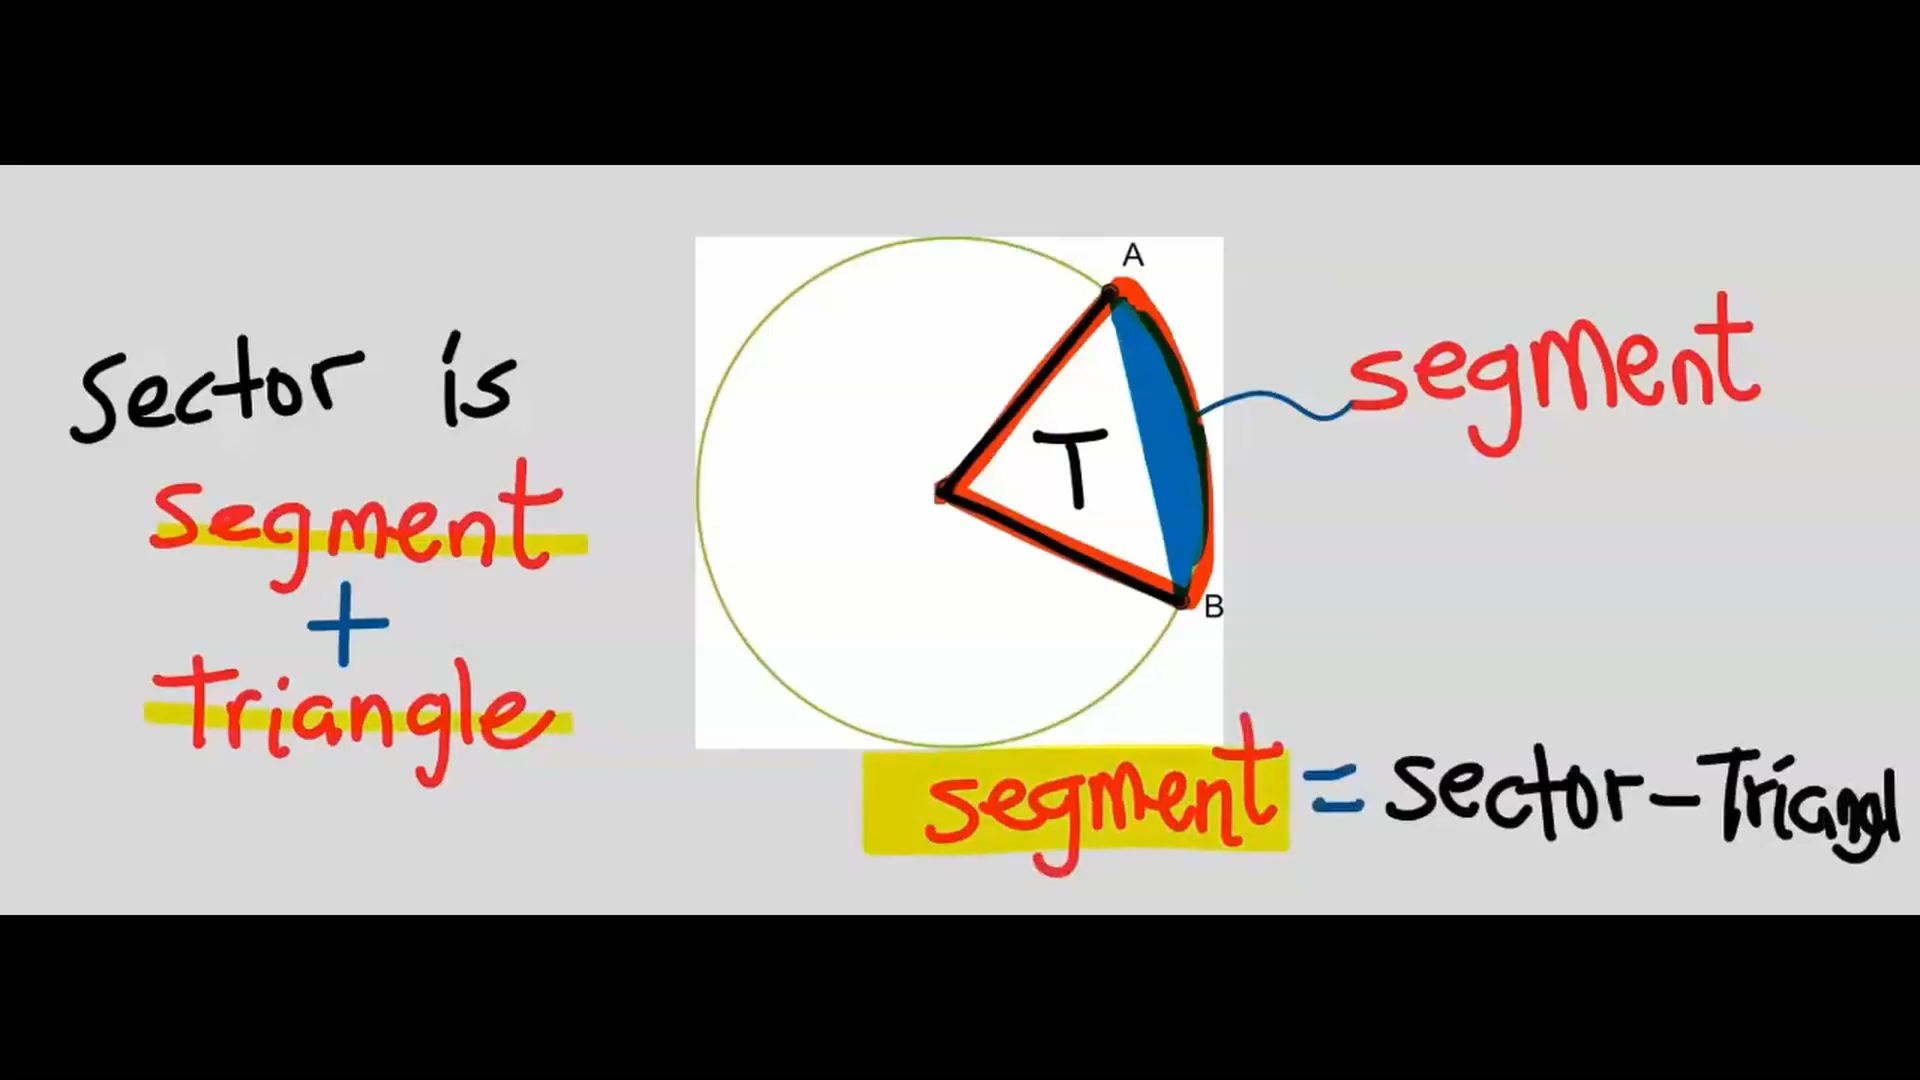 Sector is
segment
+
Triangle
A
T
B
segment
segment = sector - Triangl